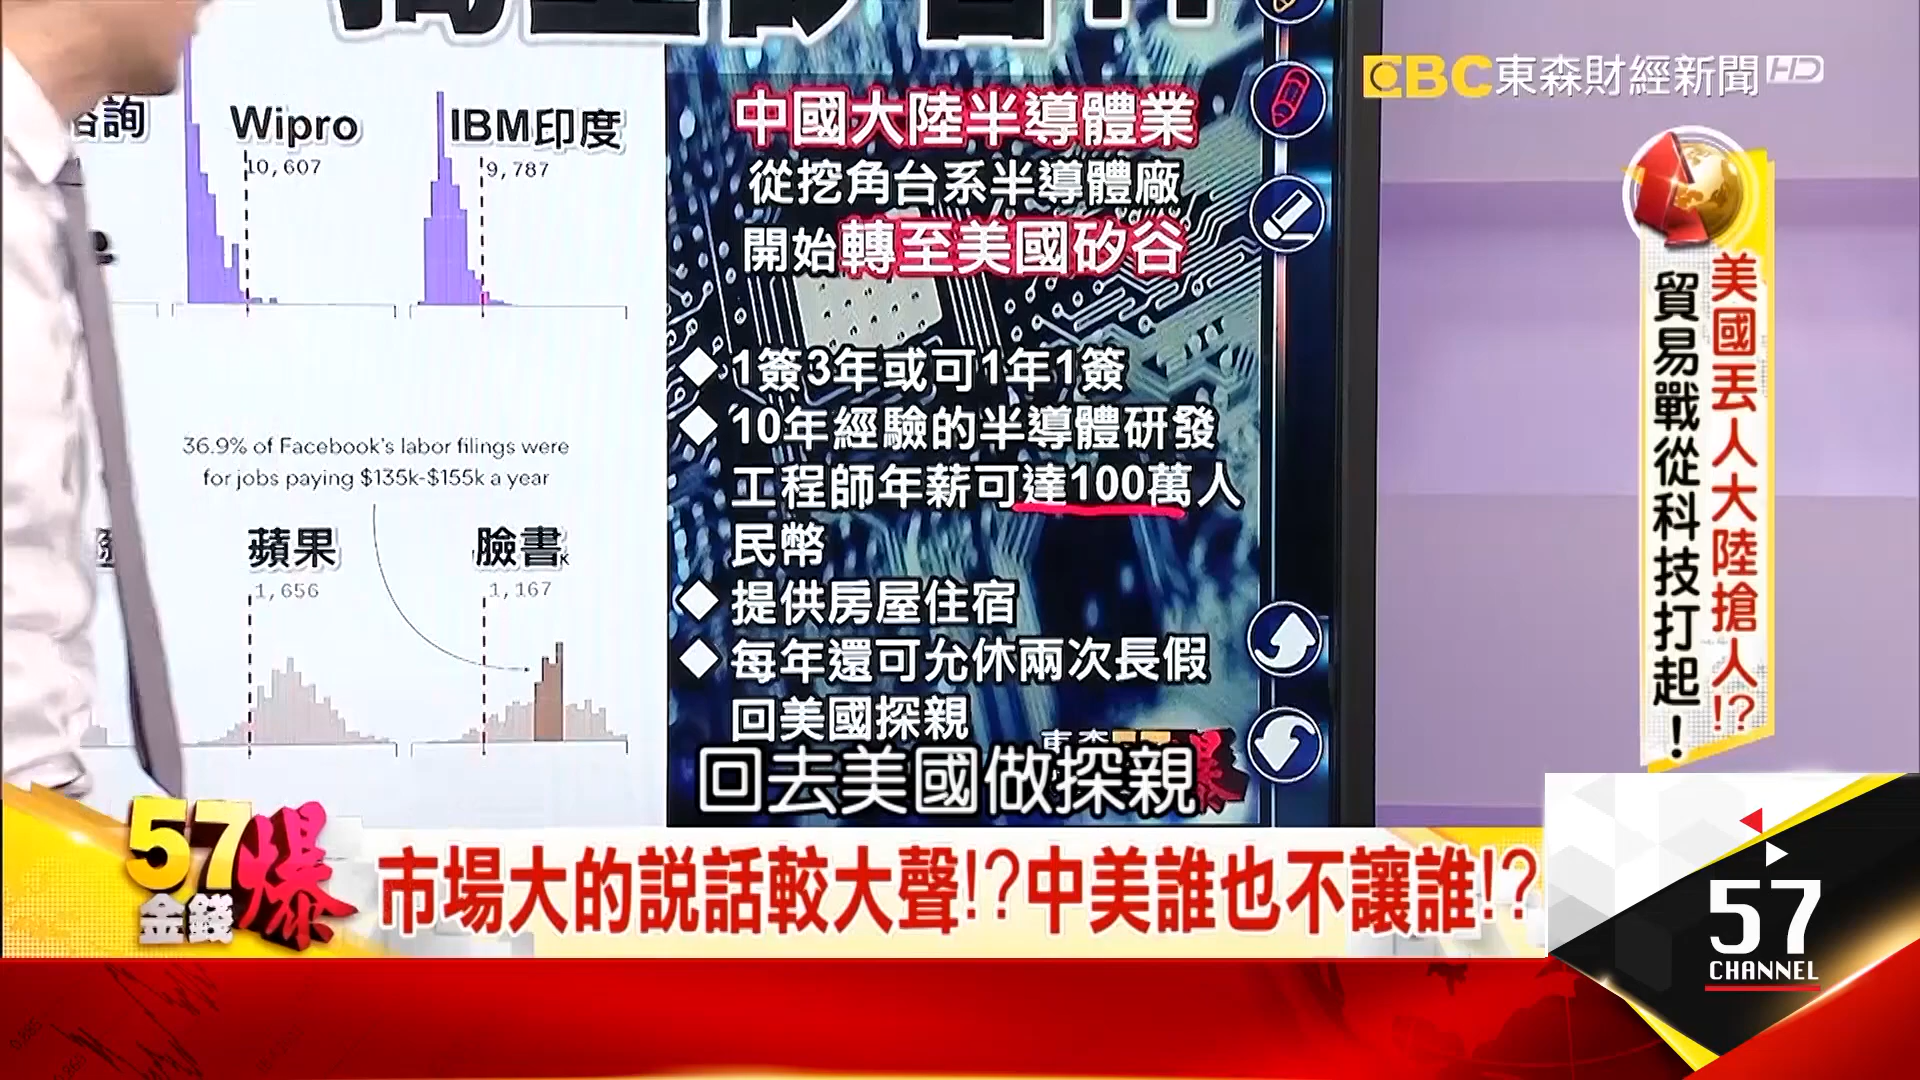 EBC東森財經新聞HD
諮詢
Wipro
10,607
IBM印度
9,787
36.9% of Facebook's labor filings were
for jobs paying $135k-$155k a year
蘋果
1,656
臉書
1,167
中國大陸半導體業
從挖角台系半導體廠
開始轉至美國矽谷
◆1簽3年或可1年1簽
◆10年經驗的半導體研發
工程師年薪可達100萬人
民幣
◆提供房屋住宿
◆每年還可允休兩次長假
回美國探親
回去美國做探親
美國丟人大陸搶人!?
貿易戰從科技打起!
57
金錢爆
市場大的說話較大聲!?中美誰也不讓誰!?
57
CHANNEL